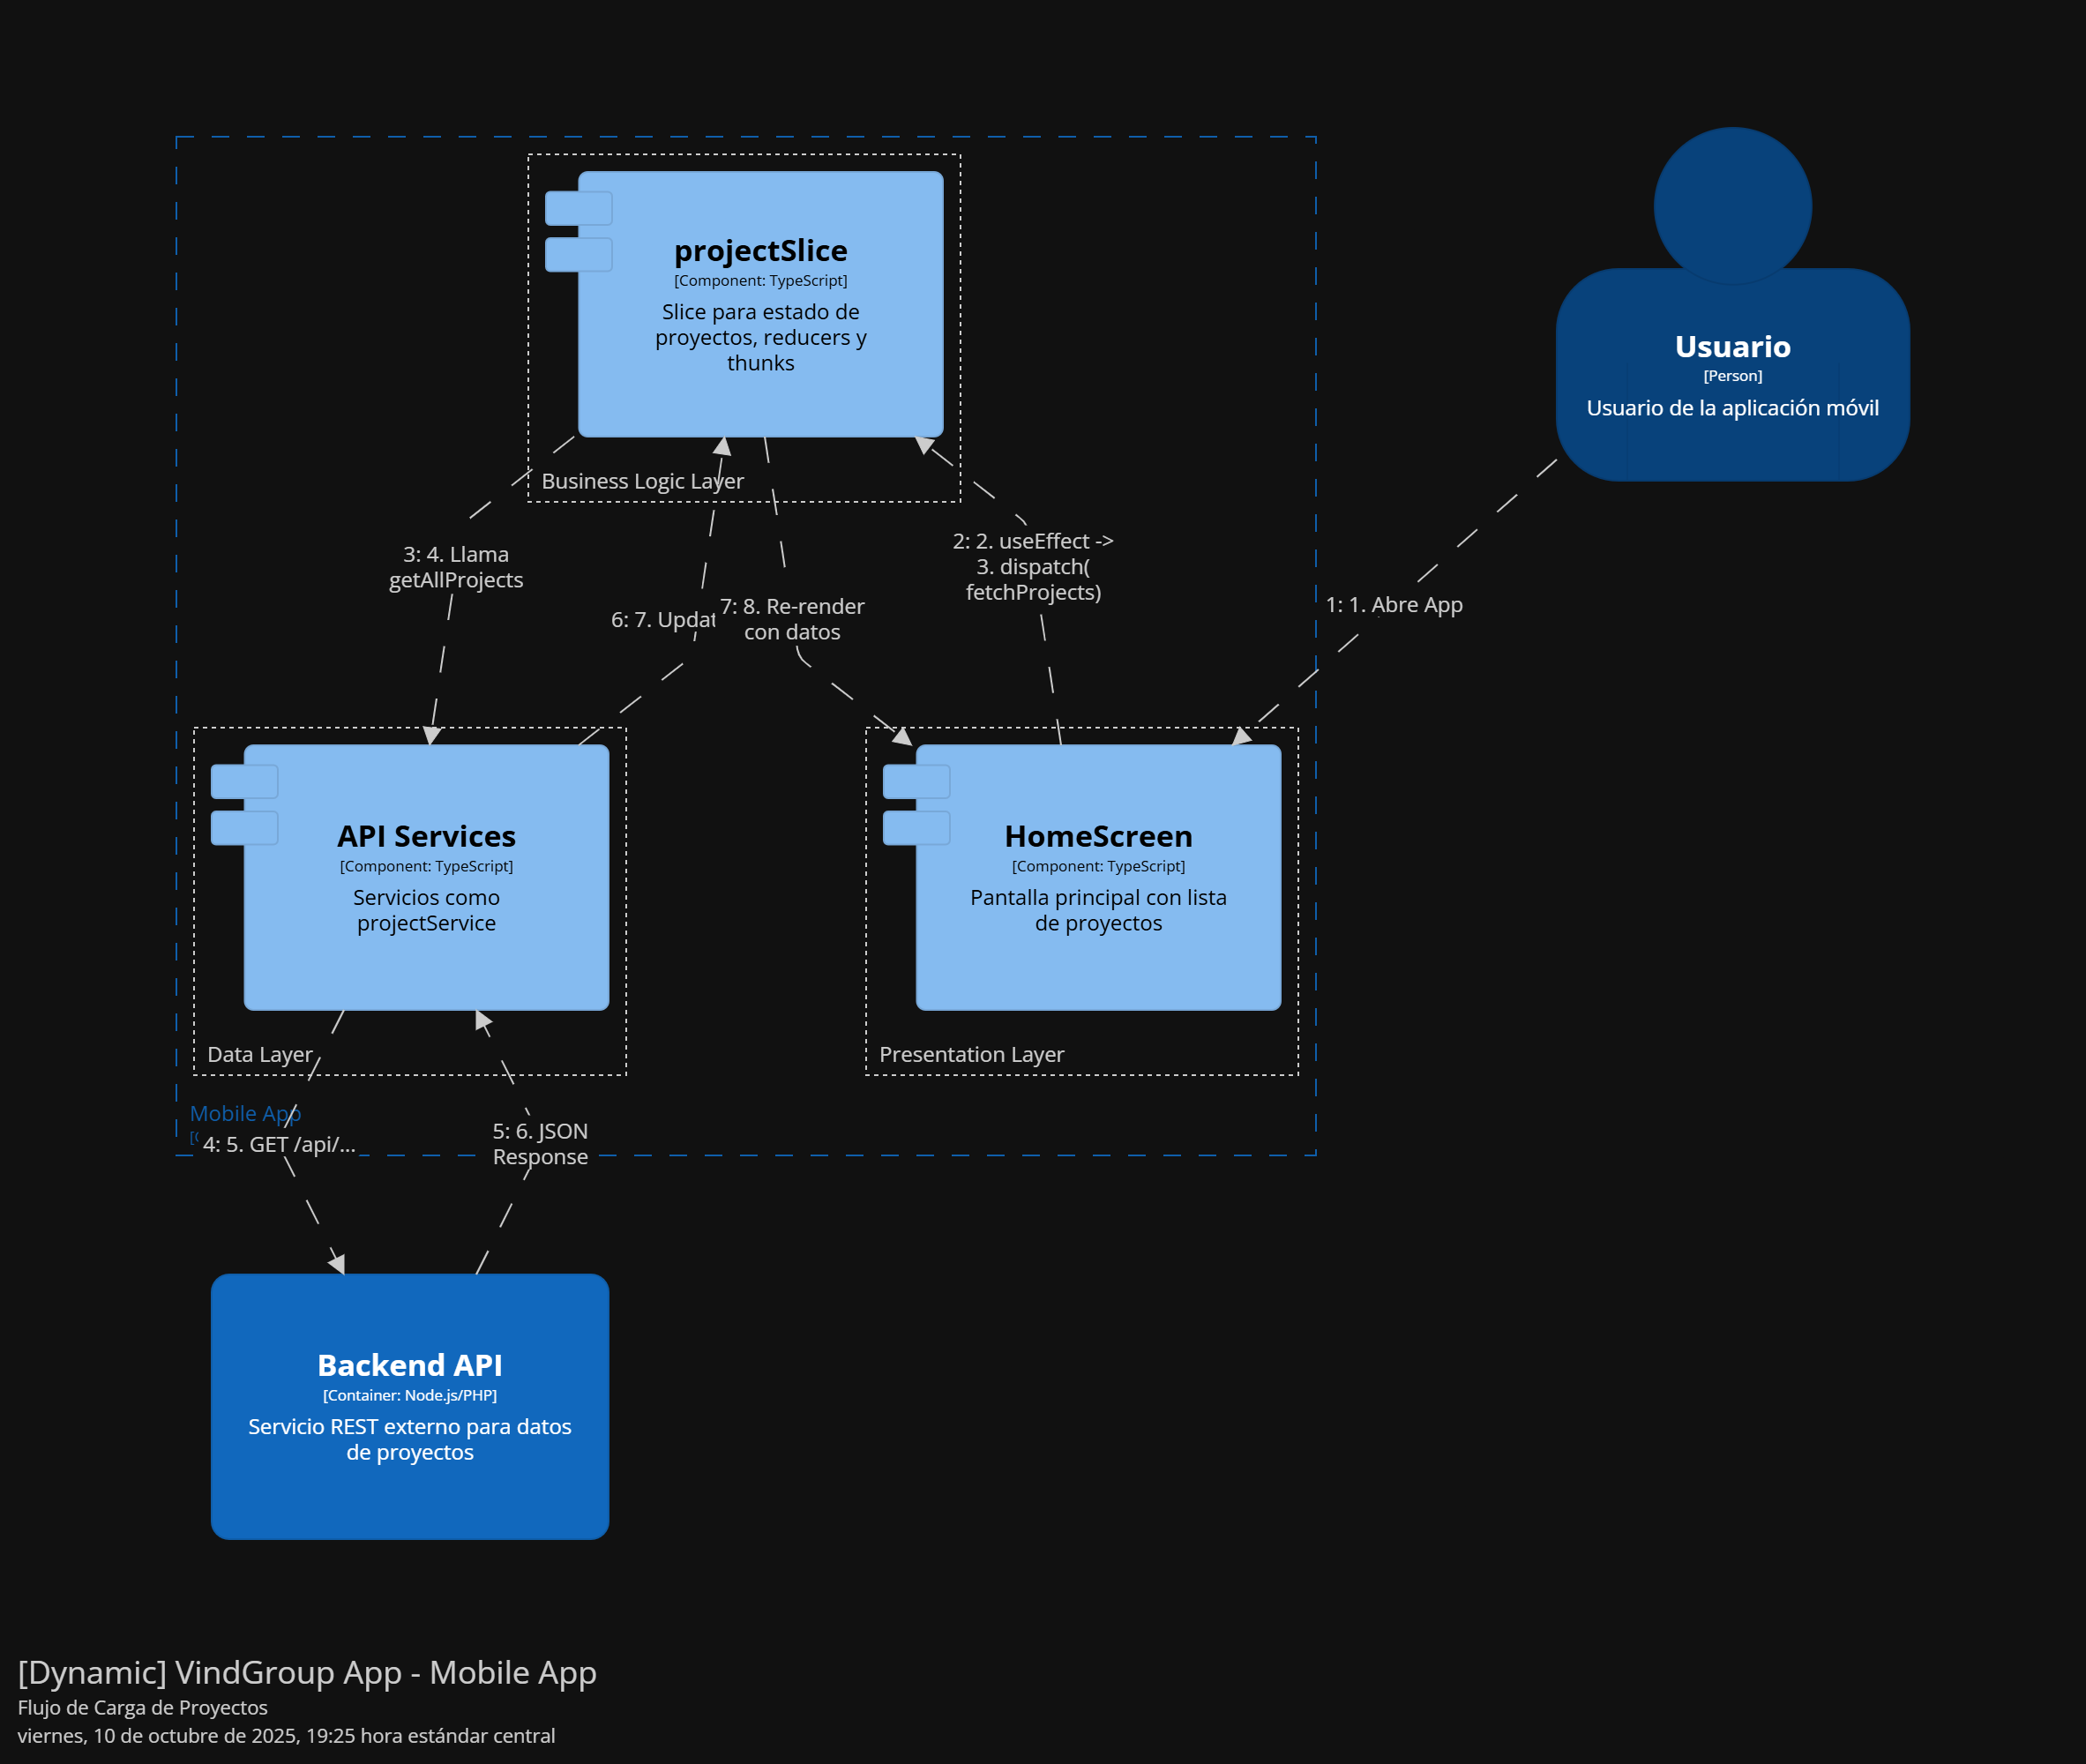 projectSlice
[Component: TypeScript]
Slice para estado de
proyectos, reducers y
thunks
Business Logic Layer
Usuario
[Person]
Usuario de la aplicación móvil
3: 4. Llama
getAllProjects
6: 7. Updat
7: 8. Re-render
con datos
2: 2. useEffect ->
3. dispatch(
fetchProjects)
1: 1. Abre App
API Services
[Component: TypeScript]
Servicios como
projectService
Data Layer
HomeScreen
[Component: TypeScript]
Pantalla principal con lista
de proyectos
Presentation Layer
Mobile App
4: 5. GET /api/...
5: 6. JSON
Response
Backend API
[Container: Node.js/PHP]
Servicio REST externo para datos
de proyectos
[Dynamic] VindGroup App - Mobile App
Flujo de Carga de Proyectos
viernes, 10 de octubre de 2025, 19:25 hora estándar central